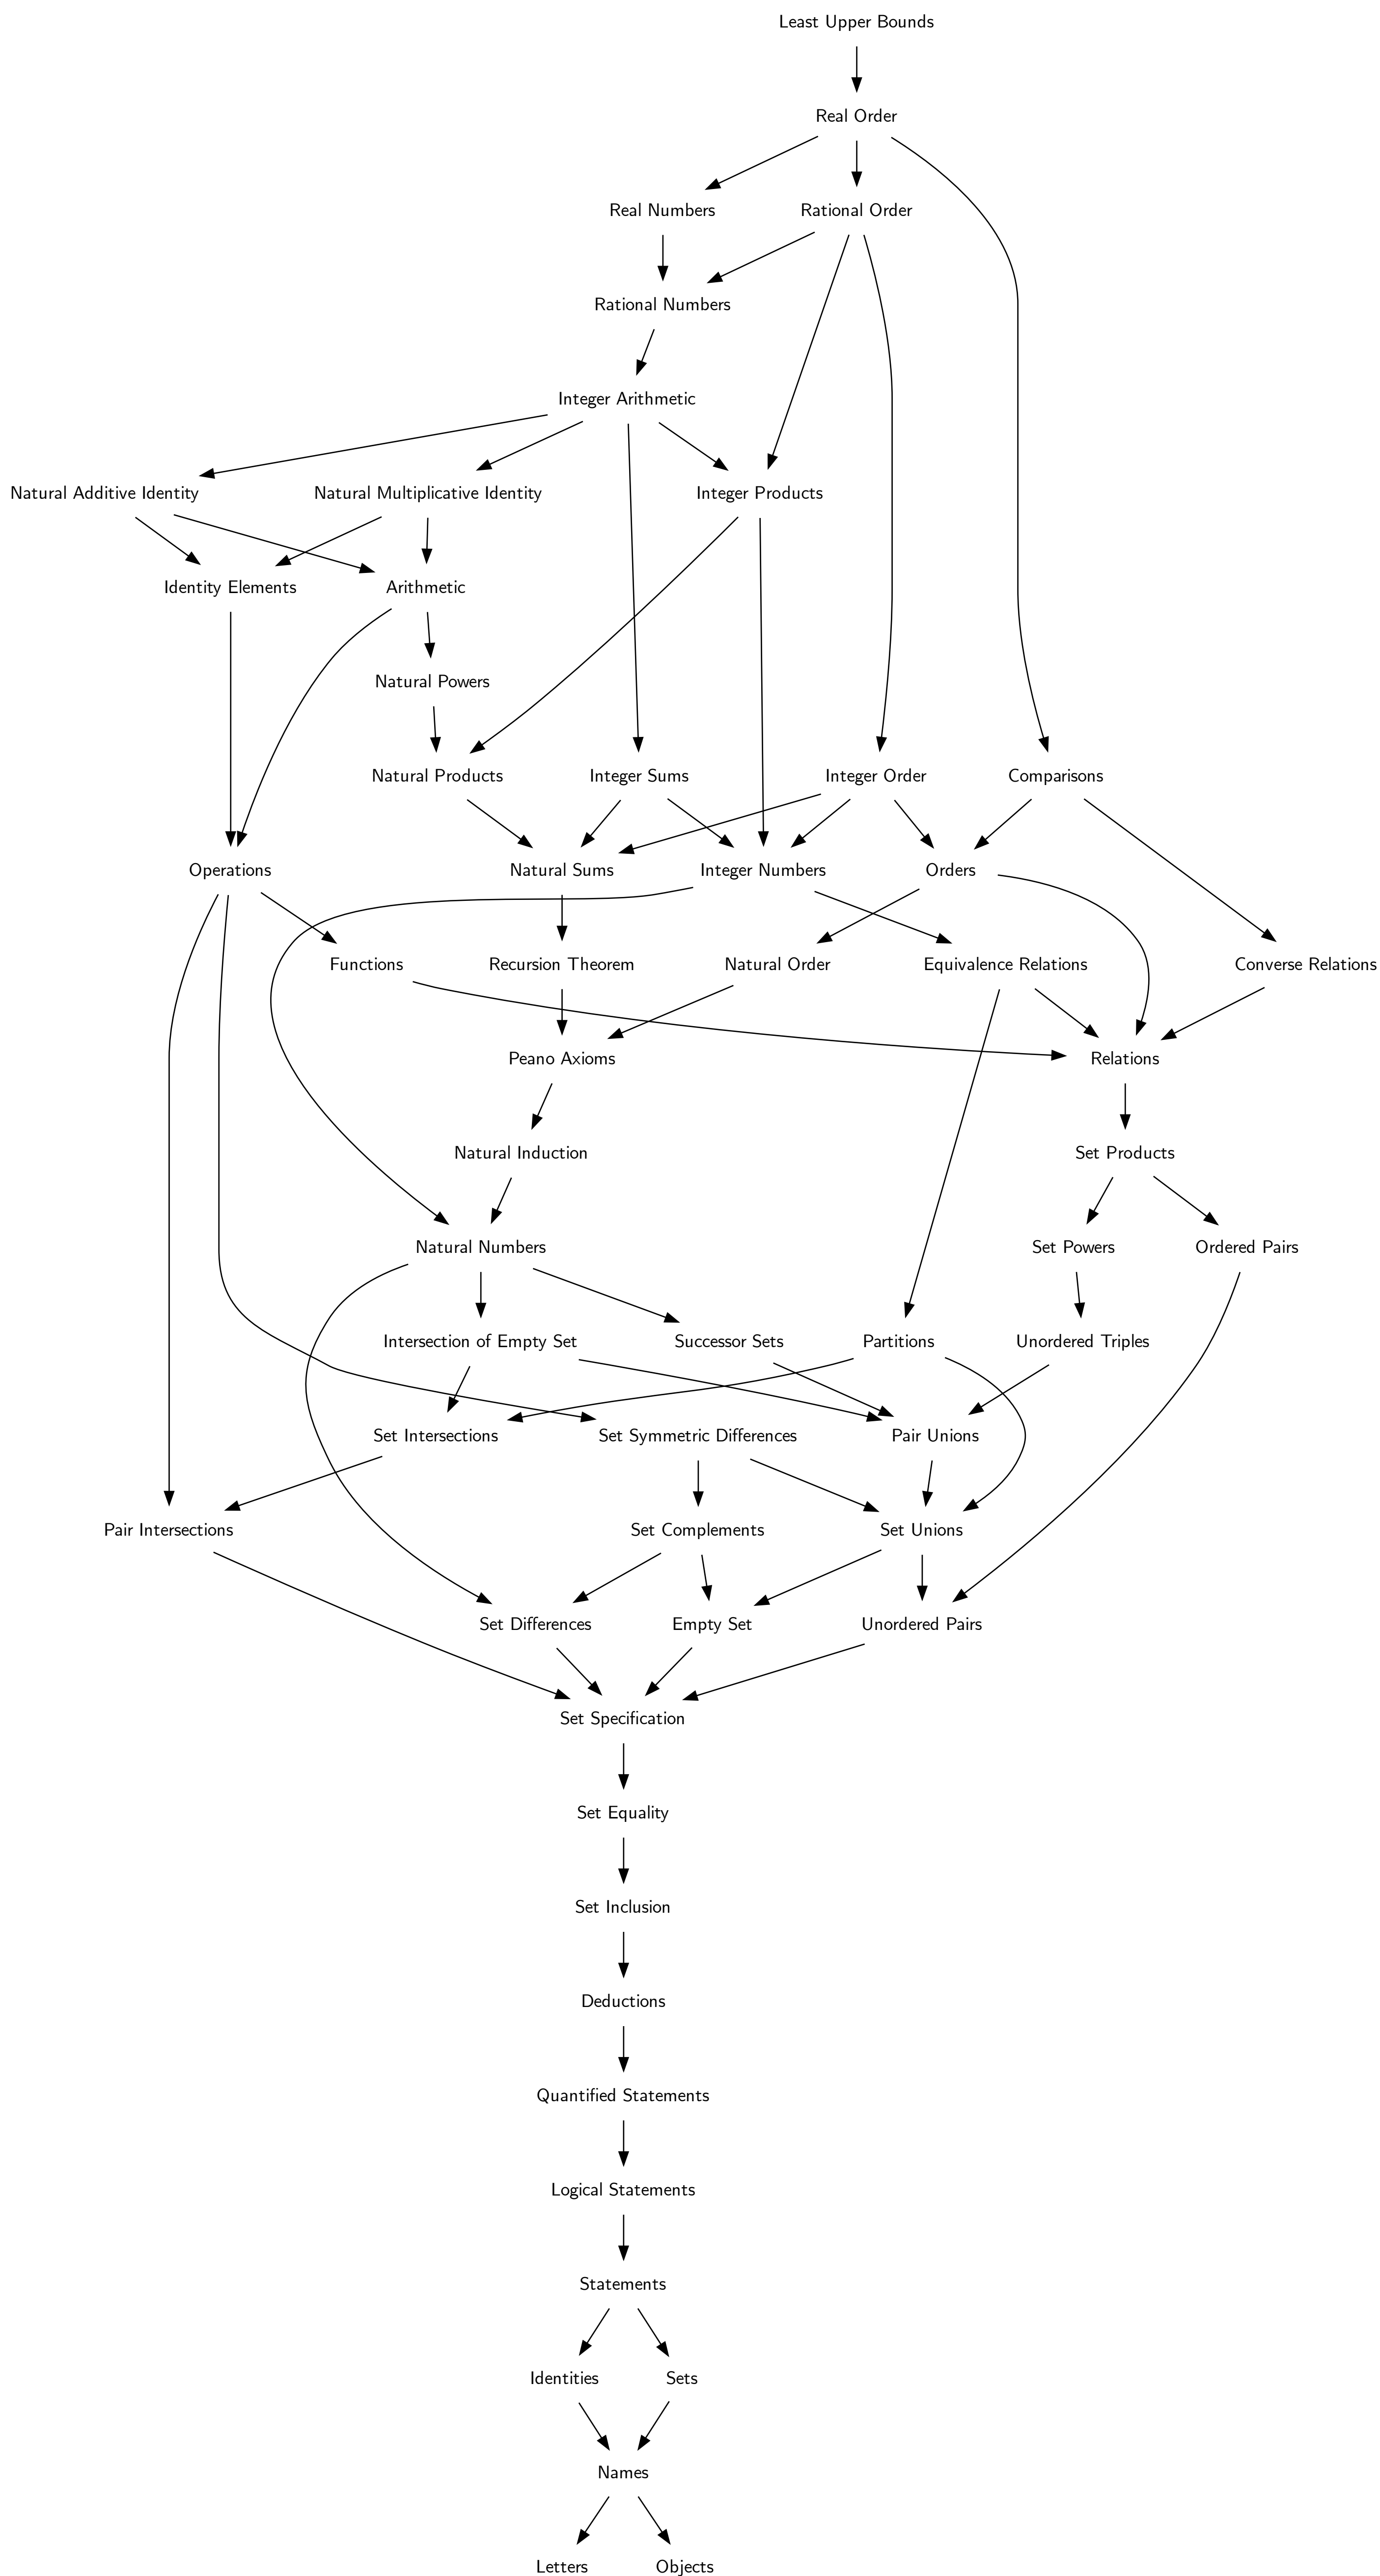 Least Upper Bounds
Real Order
Real Numbers
Rational Order
Rational Numbers
Integer Arithmetic
Natural Additive Identity
Natural Multiplicative Identity
Integer Products
Identity Elements
Arithmetic
Natural Powers
Natural Products
Integer Sums
Integer Order
Comparisons
Operations
Natural Sums
Integer Numbers
Orders
Functions
Recursion Theorem
Natural Order
Equivalence Relations
Converse Relations
Peano Axioms
Relations
Natural Induction
Set Products
Natural Numbers
Set Powers
Ordered Pairs
Intersection of Empty Set
Successor Sets
Partitions
Unordered Triples
Set Intersections
Set Symmetric Differences
Pair Unions
Pair Intersections
Set Complements
Set Unions
Set Differences
Empty Set
Unordered Pairs
Set Specification
Set Equality
Set Inclusion
Deductions
Quantified Statements
Logical Statements
Statements
Identities
Sets
Names
Letters
Objects